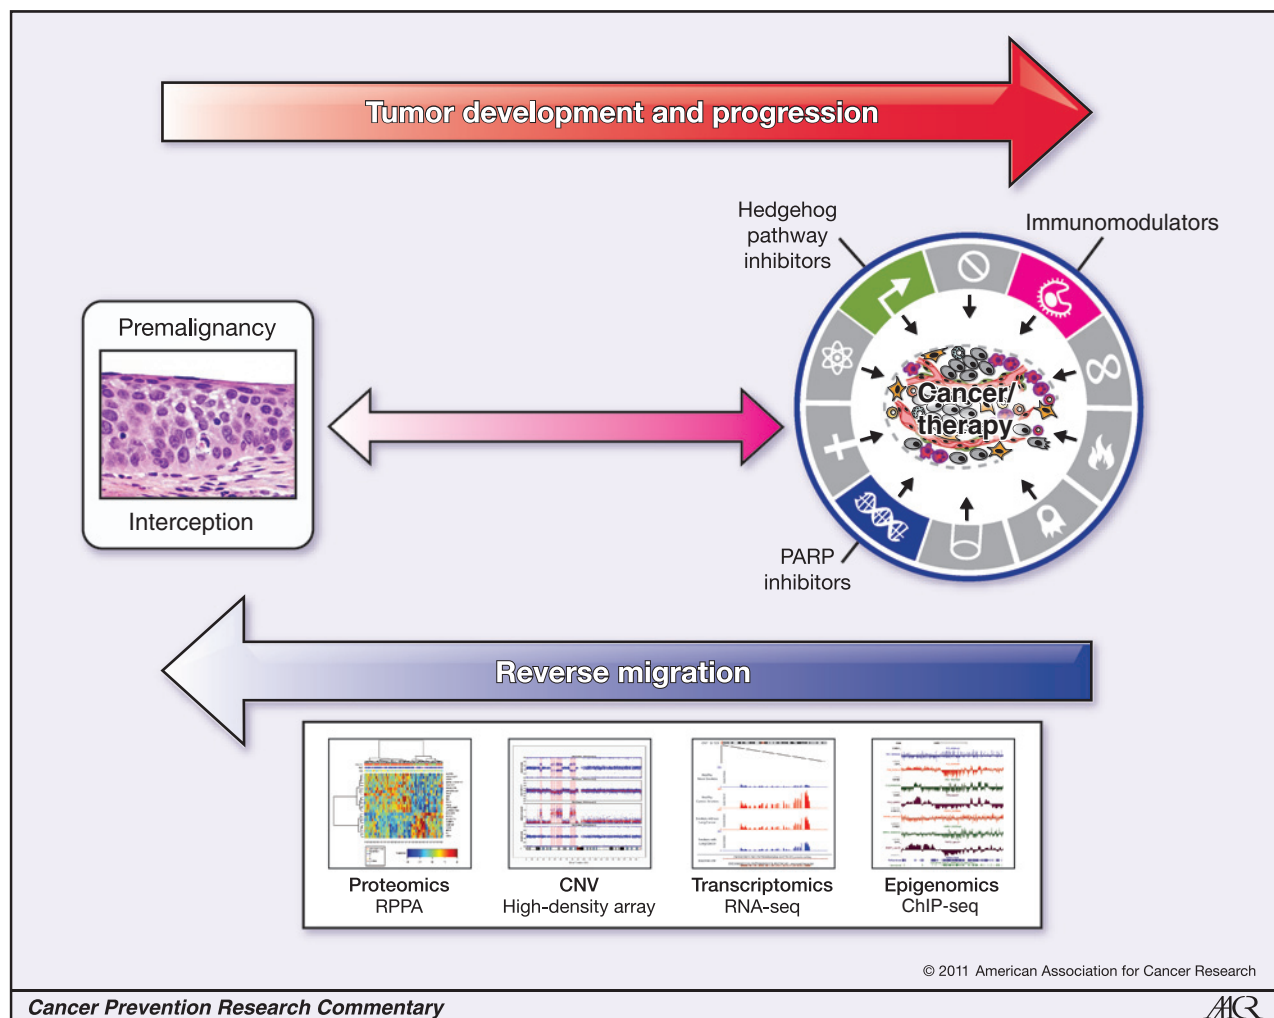 Tumor development and progression
Hedgehog
pathway
inhibitors
Immunomodulators
Premalignancy
Interception
Cancer/
therapy
PARP
inhibitors
Reverse migration
Proteomics
RPPA
CNV
High-density array
Transcriptomics
RNA-seq
Epigenomics
ChIP-seq
© 2011 American Association for Cancer Research
Cancer Prevention Research Commentary
AACR